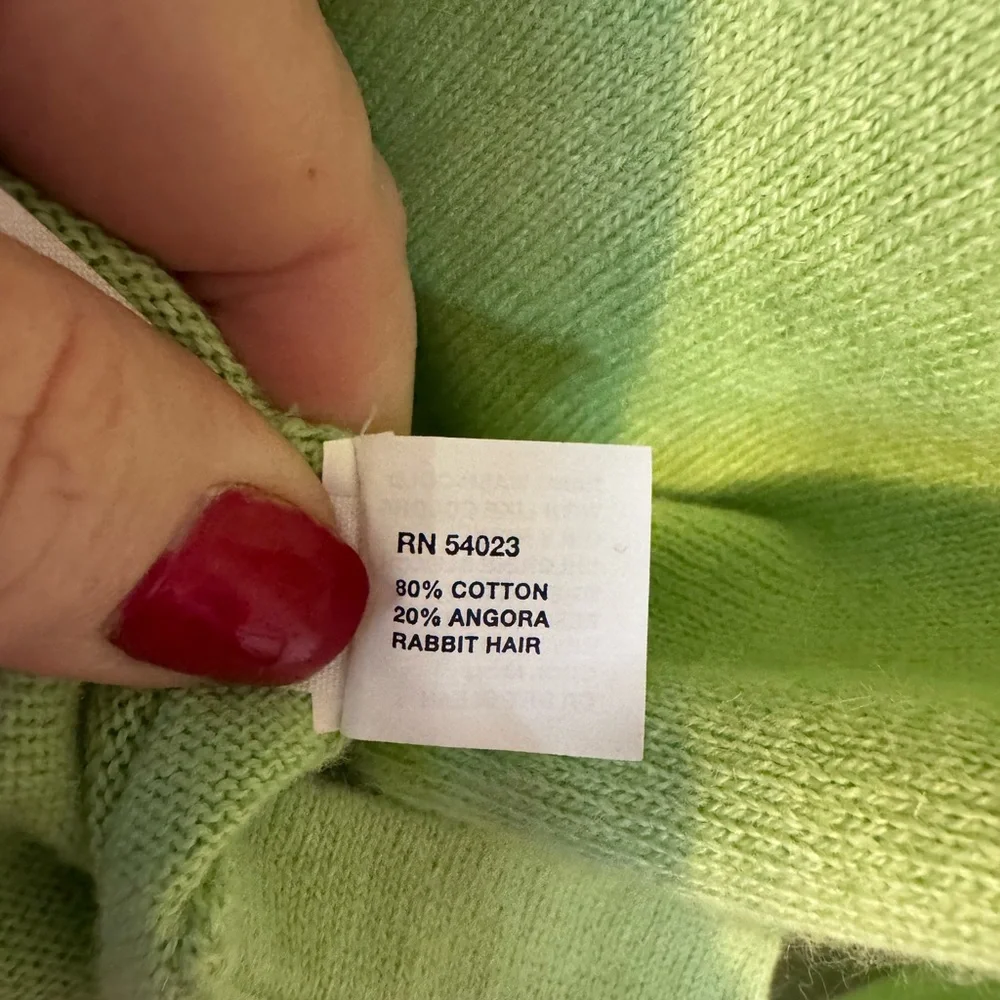 RN 54023
80% COTTON
20% ANGORA
RABBIT HAIR